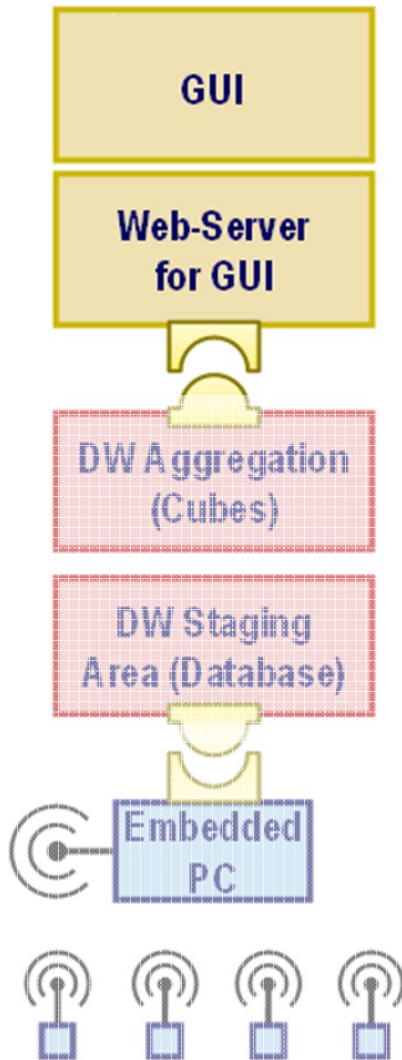 GUI
Web-Server
for GUI
DW Aggregation
(Cubes)
DW Staging
Area (Database)
Embedded
PC